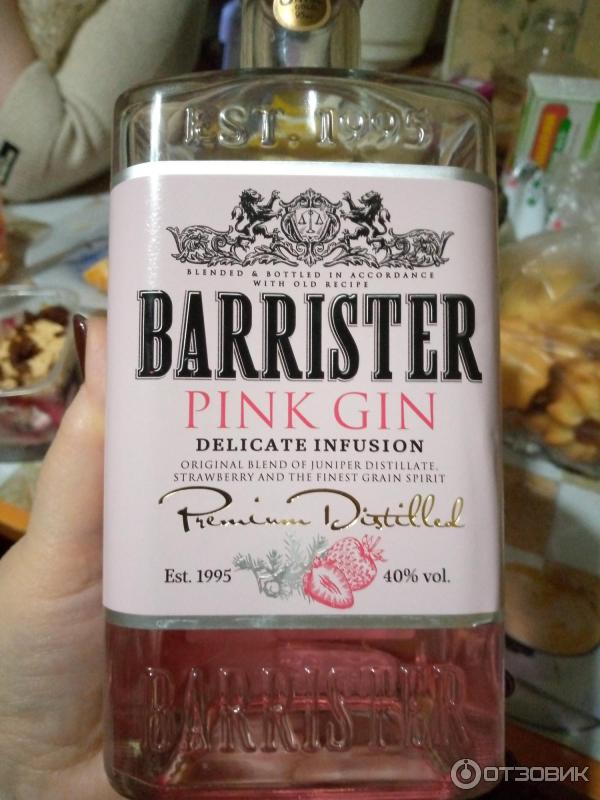 EST. 1995
BLENDED & BOTTLED IN ACCORDANCE
WITH OLD RECIPE
BARRISTER
PINK GIN
DELICATE INFUSION
ORIGINAL BLEND OF JUNIPER DISTILLATE,
STRAWBERRY AND THE FINEST GRAIN SPIRIT
Premium Distilled
Est. 1995 40% vol.
BARRISTER
ОТЗОВИК